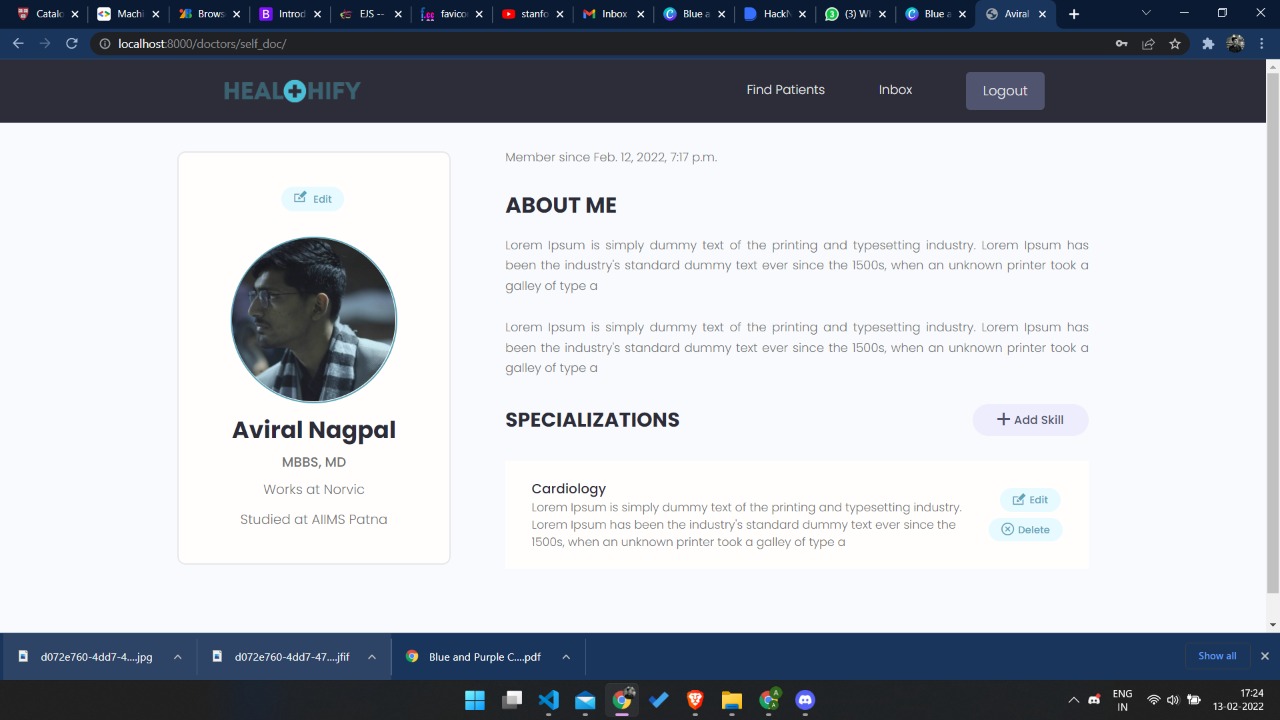 Catalo
Machi
Brows
Introd
EJS --
favico
stanfo
Inbox
Blue a
HackN
(3) Wh
Blue a
Aviral
localhost:8000/doctors/self_doc/
HEAL HIFY
Find Patients
Inbox
Logout
Edit
Aviral Nagpal
MBBS, MD
Works at Norvic
Studied at AIIMS Patna
Member since Feb. 12, 2022, 7:17 p.m.
ABOUT ME
Lorem Ipsum is simply dummy text of the printing and typesetting industry. Lorem Ipsum has
been the industry's standard dummy text ever since the 1500s, when an unknown printer took a
galley of type a
Lorem Ipsum is simply dummy text of the printing and typesetting industry. Lorem Ipsum has
been the industry's standard dummy text ever since the 1500s, when an unknown printer took a
galley of type a
SPECIALIZATIONS
Add Skill
Cardiology
Lorem Ipsum is simply dummy text of the printing and typesetting industry.
Lorem Ipsum has been the industry's standard dummy text ever since the
1500s, when an unknown printer took a galley of type a
Edit
Delete
d072e760-4dd7-4....jpg
d072e760-4dd7-47....jfif
Blue and Purple C....pdf
Show all
ENG
IN
17:24
13-02-2022